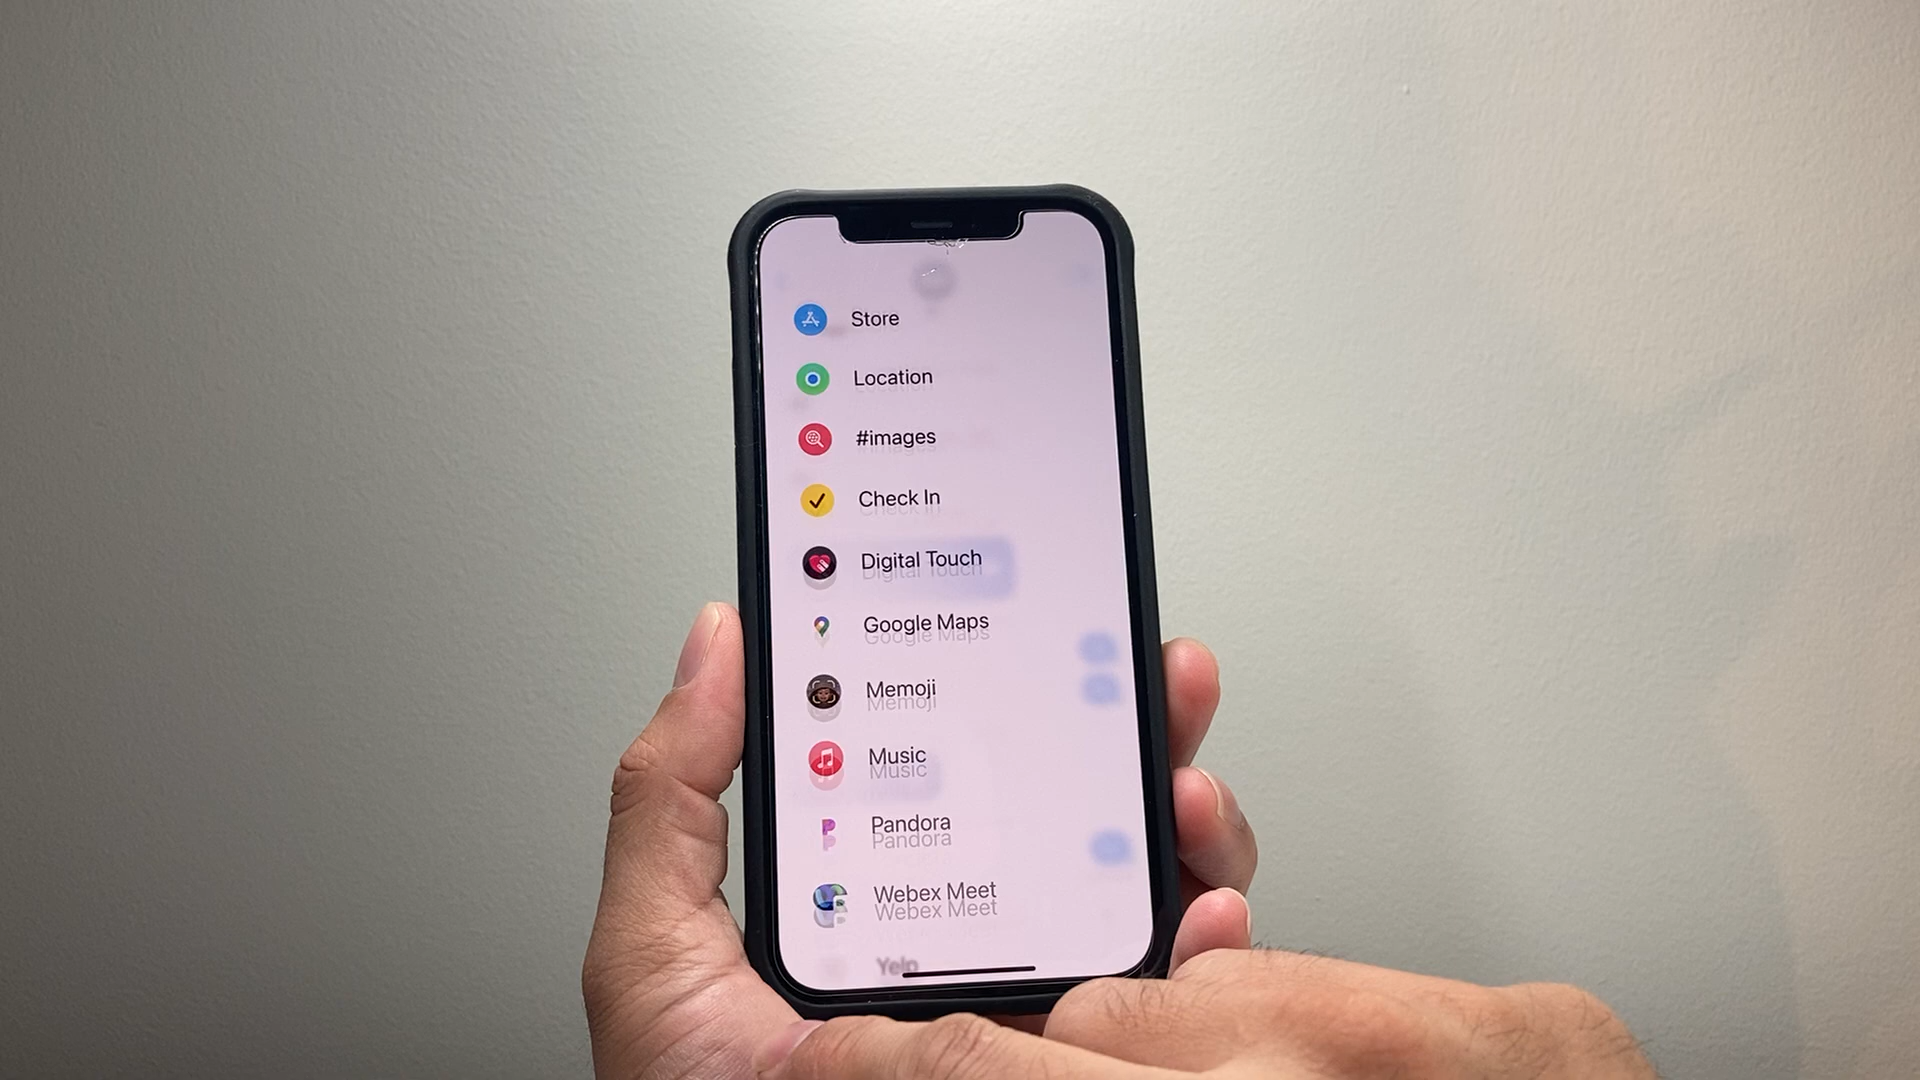 Store
Location
#images
Check In
Digital Touch
Google Maps
Memoji
Music
Pandora
Webex Meet
Yelp